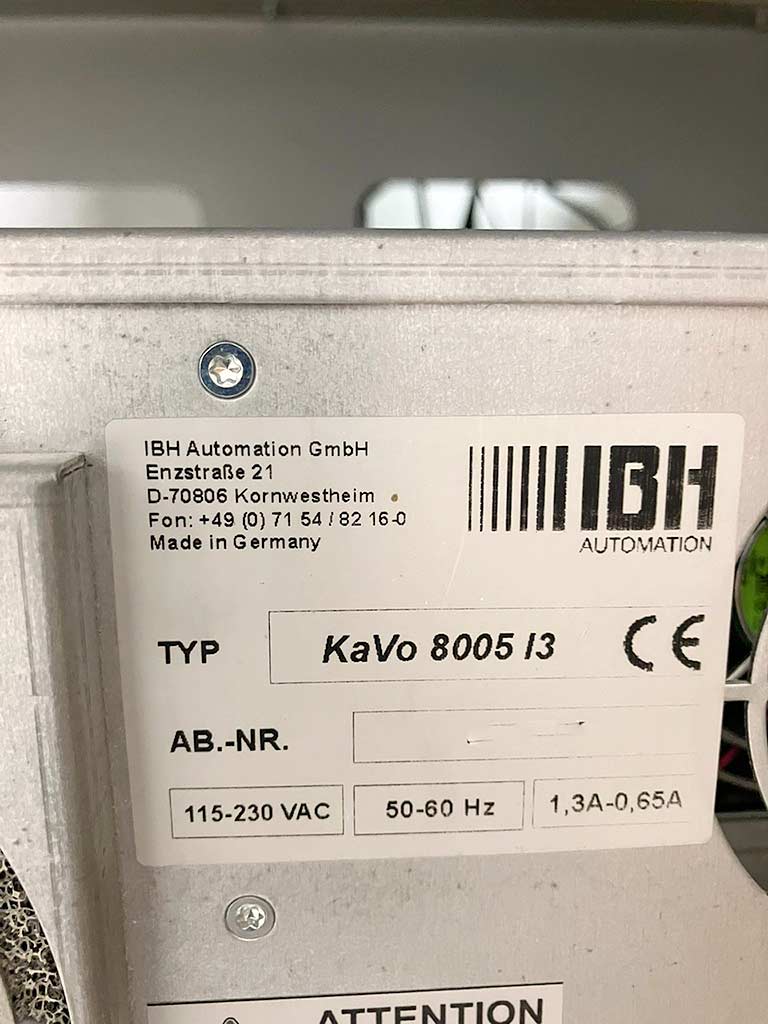 IBH Automation GmbH
Enzstraße 21
D-70806 Kornwestheim
Fon: +49 (0) 71 54 / 82 16-0
Made in Germany
IBH
AUTOMATION
TYP
KaVo 8005 I3
CE
AB.-NR.
115-230 VAC
50-60 Hz
1,3A-0,65A
ATTENTION